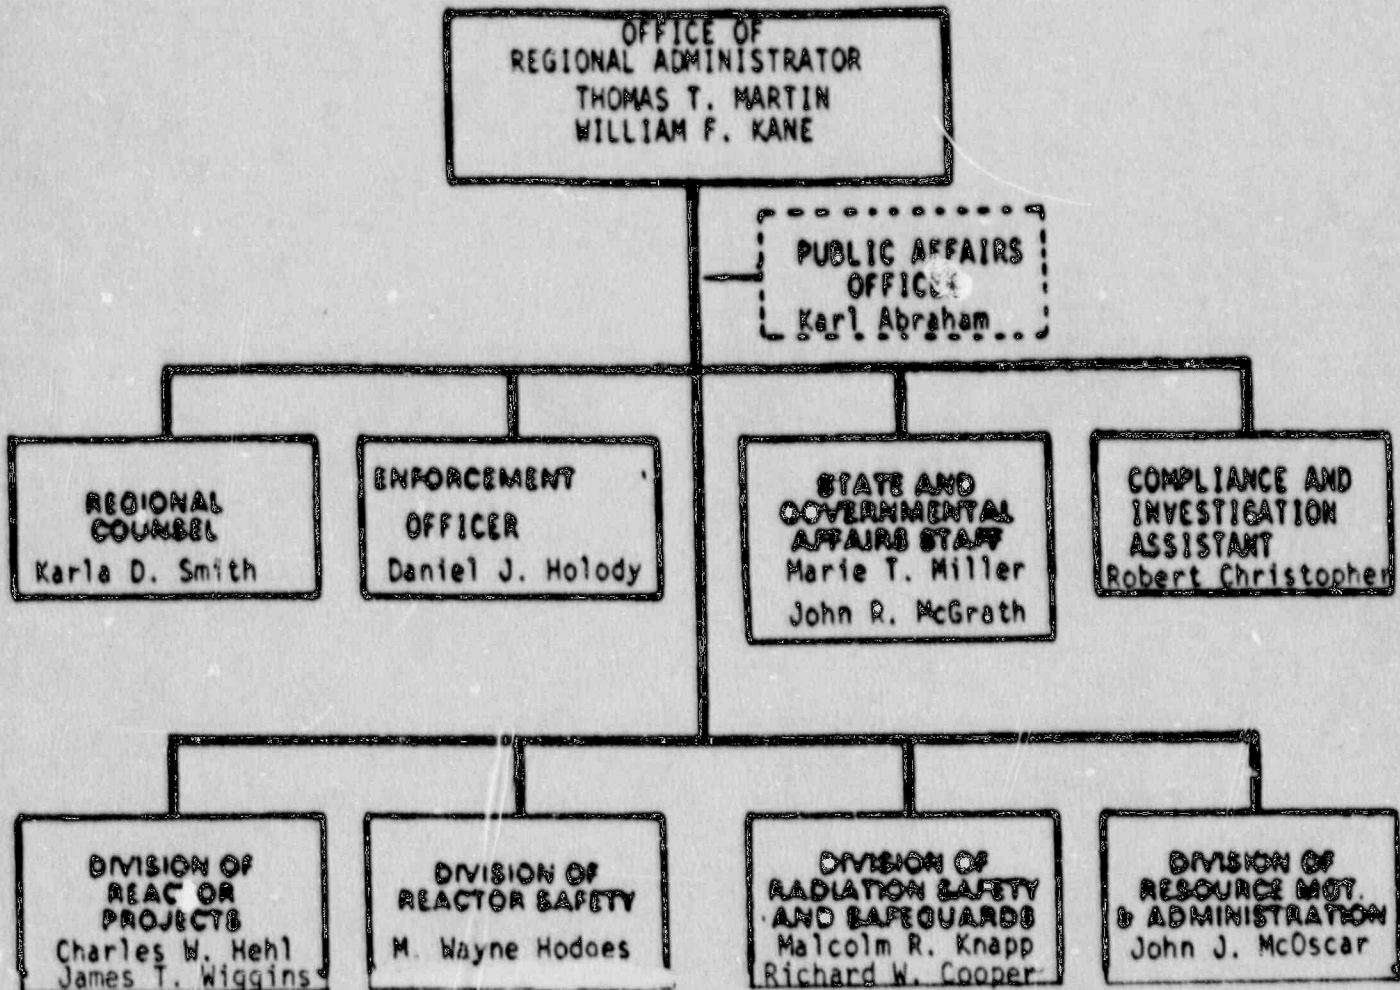 OFFICE OF
REGIONAL ADMINISTRATOR
THOMAS T. MARTIN
WILLIAM F. KANE
PUBLIC AFFAIRS
Karl Abraham
REGIONAL
COUNSEL
Karla D. Smith
ENFORCEMENT
OFFICER
Daniel J. Holody
STATE AND
GOVERNMENTAL
AFFAIRS STAFF
Marie T. Miller
John R. McGrath
COMPLIANCE AND
INVESTIGATION
ASSISTANT
Robert Christopher
DIVISION OF
REAC OR
PROJECTS
Charles W. Hehl
James T. Wiggins
DIVISION OF
REACTOR SAFETY
M. Wayne Hodoes
DIVISION OF
RADIATION SAFETY
AND SAFEGUARDS
Malcolm R. Knapp
Richard W. Cooper
DIVISION OF
RESOURCE MGT.
& ADMINISTRATION
John J. McOscar